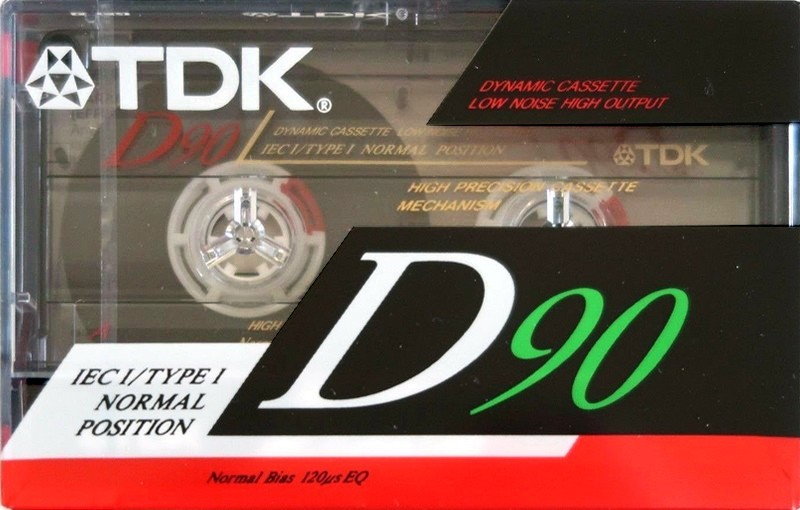 TDK®
DYNAMIC CASSETTE
LOW NOISE HIGH OUTPUT
D90
DYNAMIC CASSETTE LOW
IEC I/TYPE I NORMAL POSITION
TDK
HIGH PRECISION CASSETTE
MECHANISM
D90
HIGH
IEC I/TYPE I
NORMAL
POSITION
Normal Bias 120μs EQ